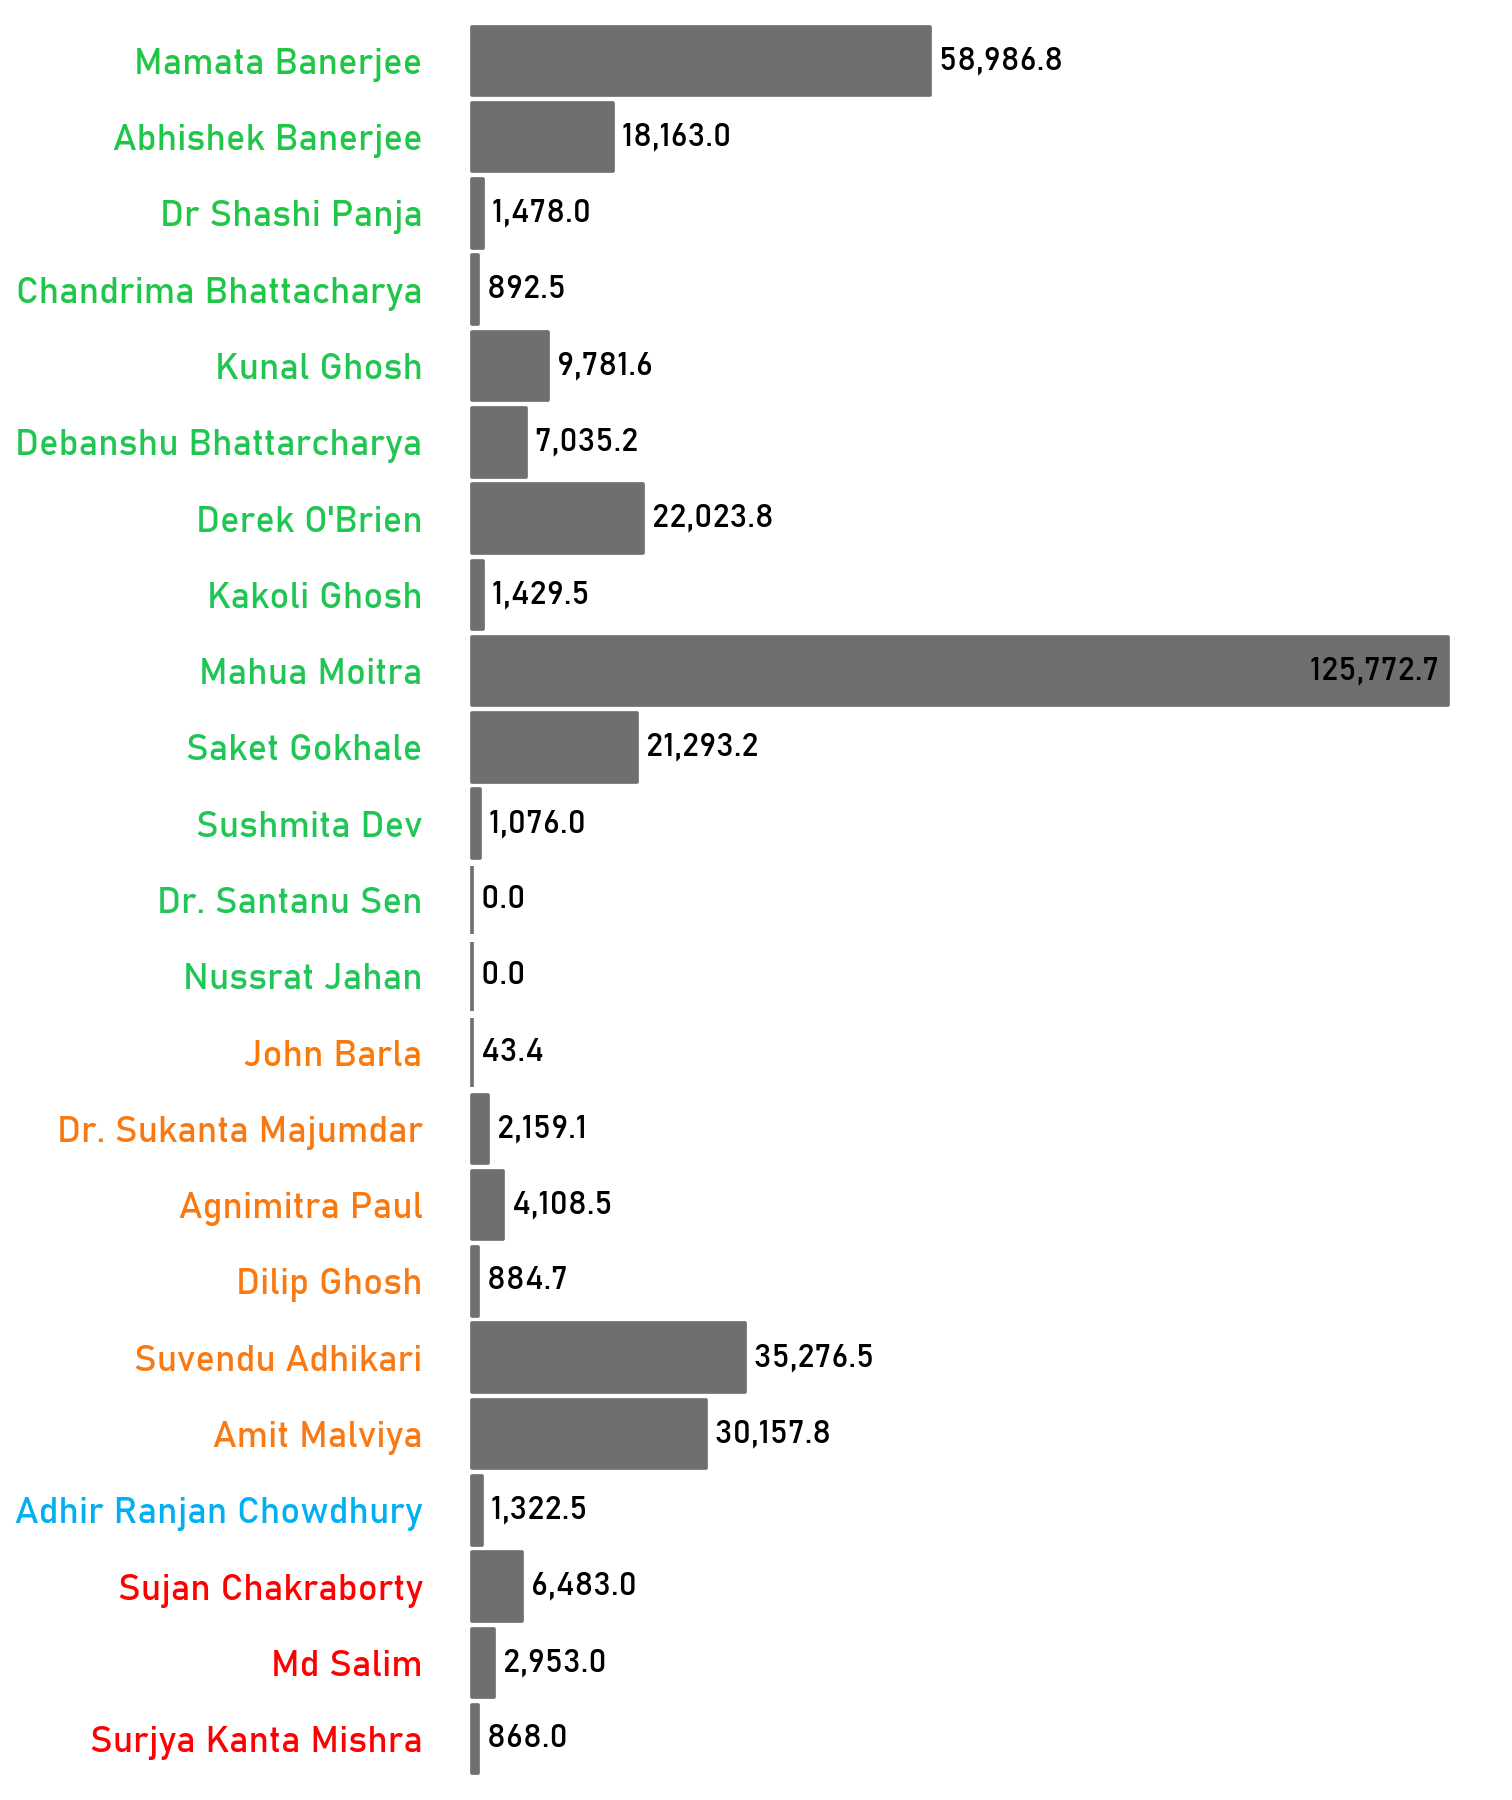 Mamata Banerjee 58,986.8
Abhishek Banerjee 18,163.0
Dr Shashi Panja 1,478.0
Chandrima Bhattacharya 892.5
Kunal Ghosh 9,781.6
Debanshu Bhattarcharya 7,035.2
Derek O'Brien 22,023.8
Kakoli Ghosh 1,429.5
Mahua Moitra 125,772.7
Saket Gokhale 21,293.2
Sushmita Dev 1,076.0
Dr. Santanu Sen 0.0
Nussrat Jahan 0.0
John Barla 43.4
Dr. Sukanta Majumdar 2,159.1
Agnimitra Paul 4,108.5
Dilip Ghosh 884.7
Suvendu Adhikari 35,276.5
Amit Malviya 30,157.8
Adhir Ranjan Chowdhury 1,322.5
Sujan Chakraborty 6,483.0
Md Salim 2,953.0
Surjya Kanta Mishra 868.0